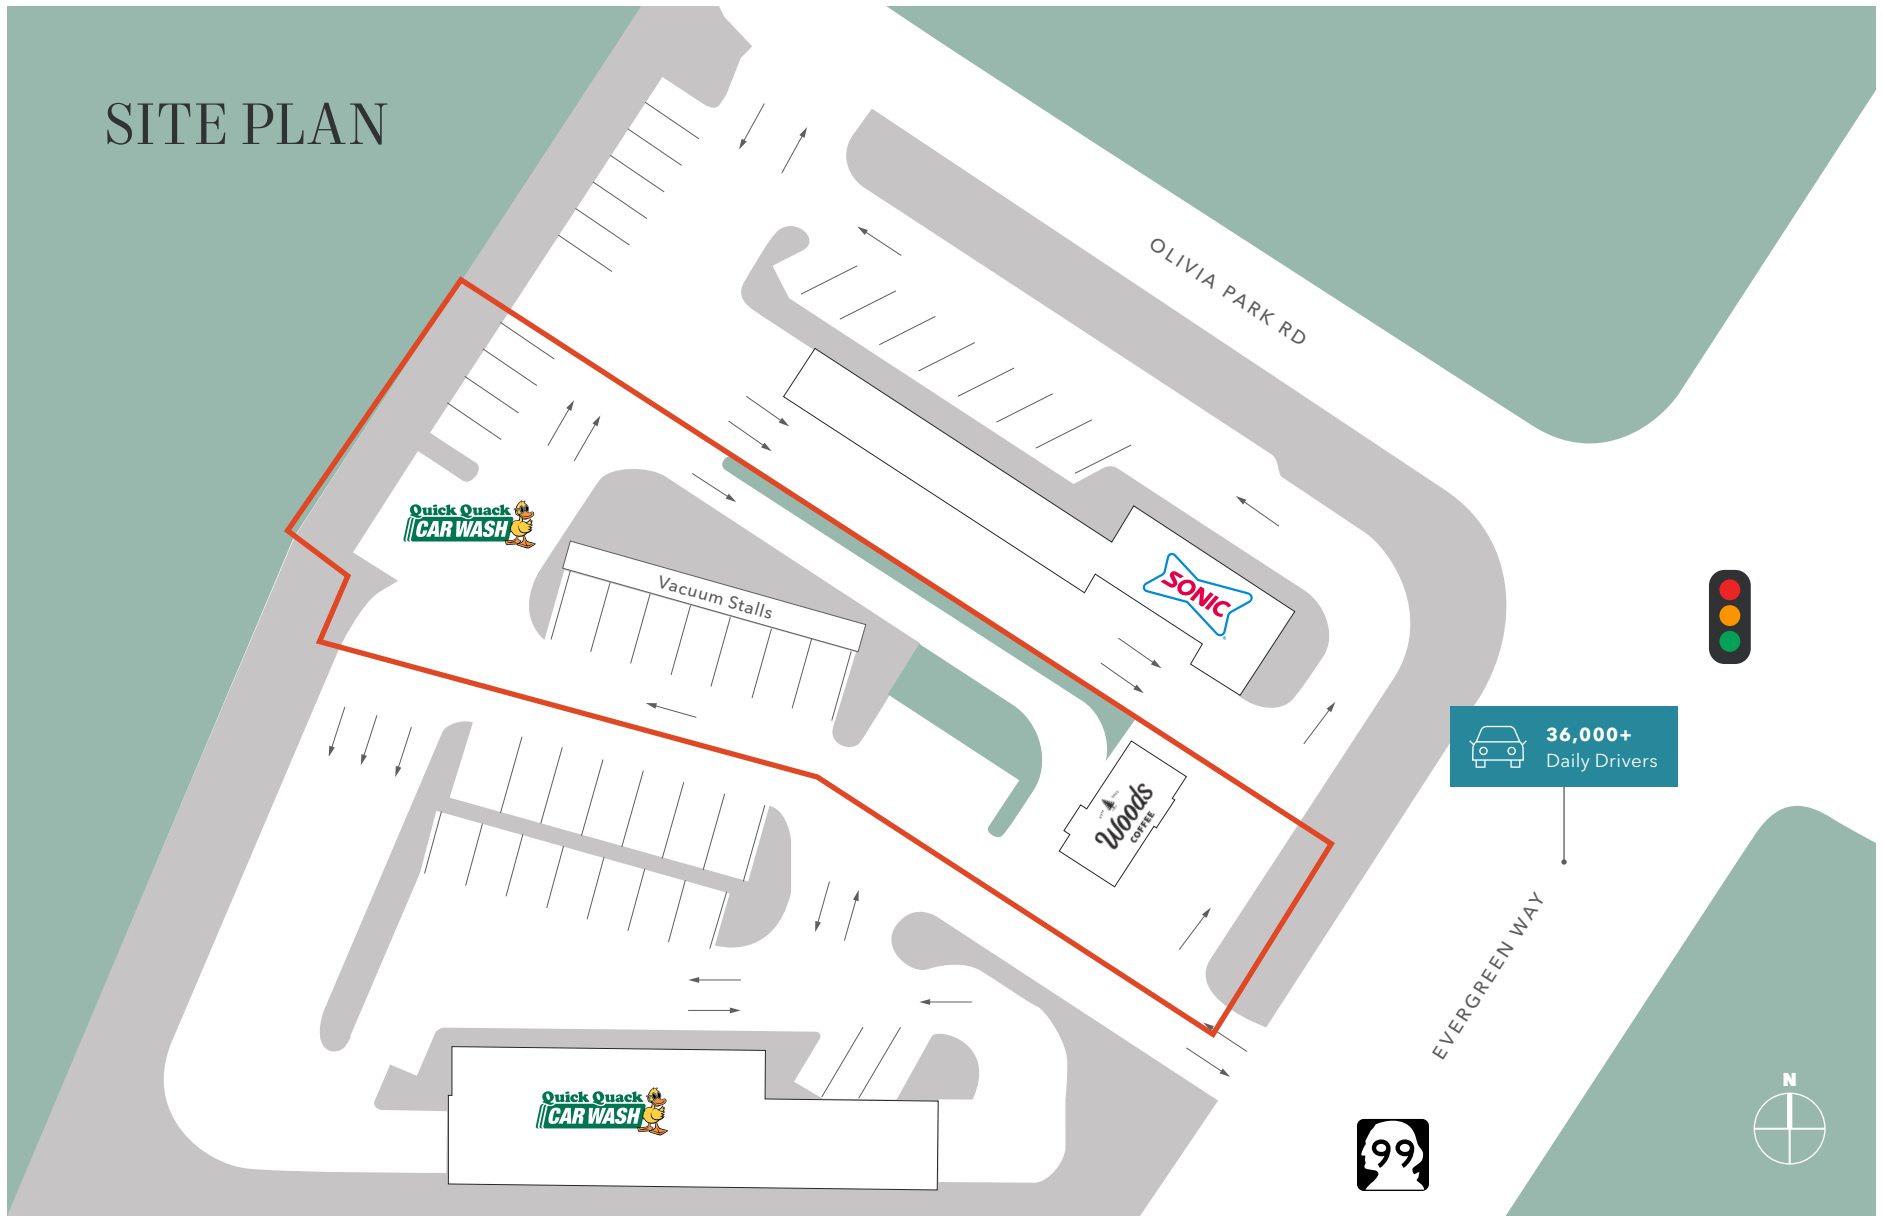 SITE PLAN
OLIVIA PARK RD
Quick Quack
CAR WASH
Vacuum Stalls
SONIC
36,000+
Daily Drivers
Woods
COFFEE
EVERGREEN WAY
Quick Quack
CAR WASH
99
N